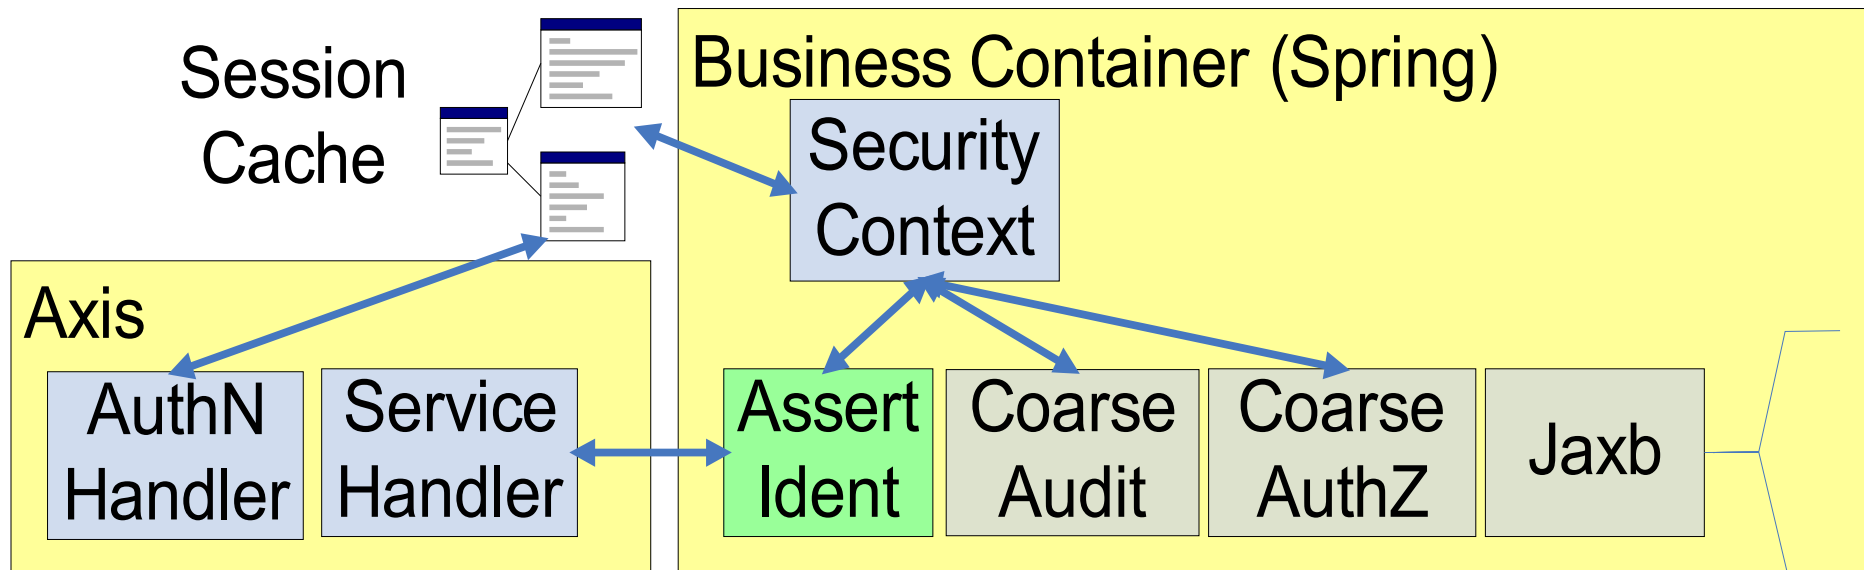 Session
Cache
Business Container (Spring)
Security
Context
Axis
AuthN
Handler
Service
Handler
Assert
Ident
Coarse
Audit
Coarse
AuthZ
Jaxb